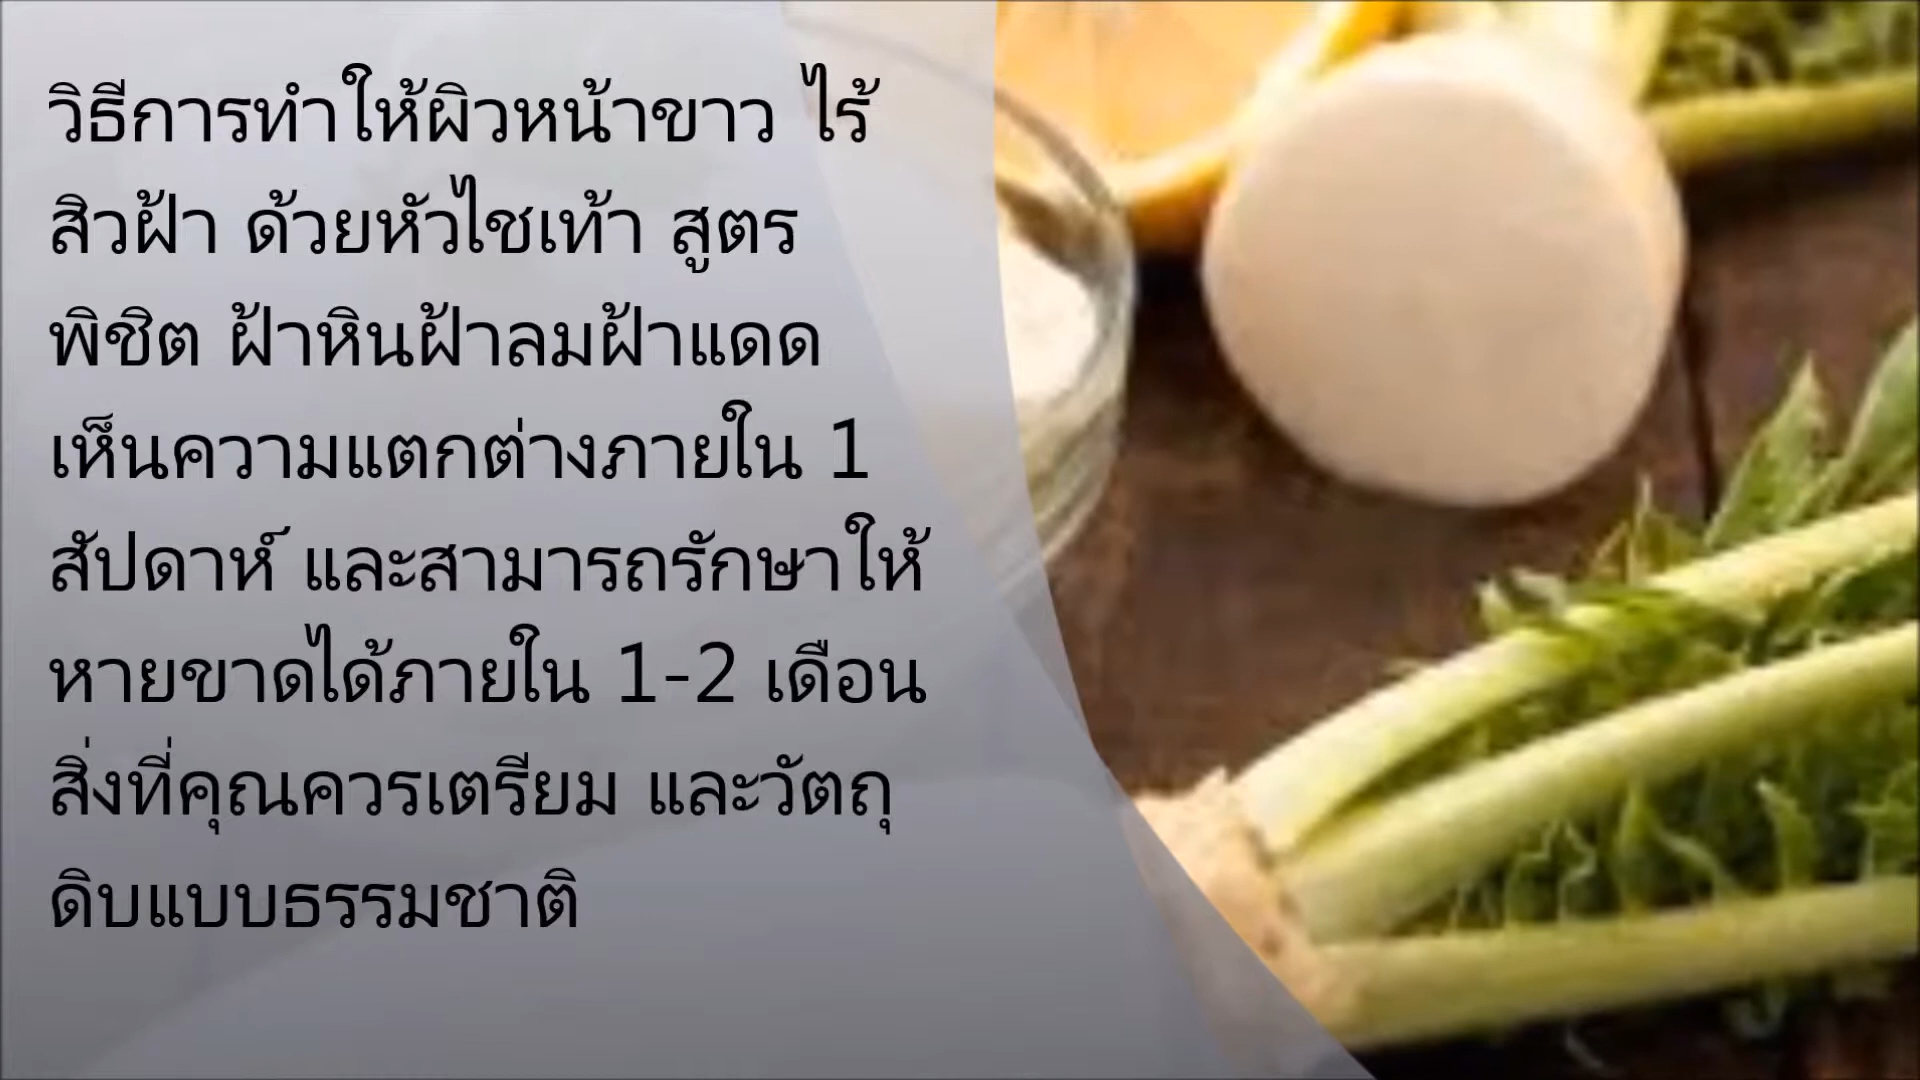 วิธีการทำให้ผิวหน้าขาว ไร้
สิวฝ้า ด้วยหัวไชเท้า สูตร
พิชิต ฝ้าหินฝ้าลมฝ้าแดด
เห็นความแตกต่างภายใน 1
สัปดาห์ และสามารถรักษาให้
หายขาดได้ภายใน 1-2 เดือน
สิ่งที่คุณควรเตรียม และวัตถุ
ดิบแบบธรรมชาติ